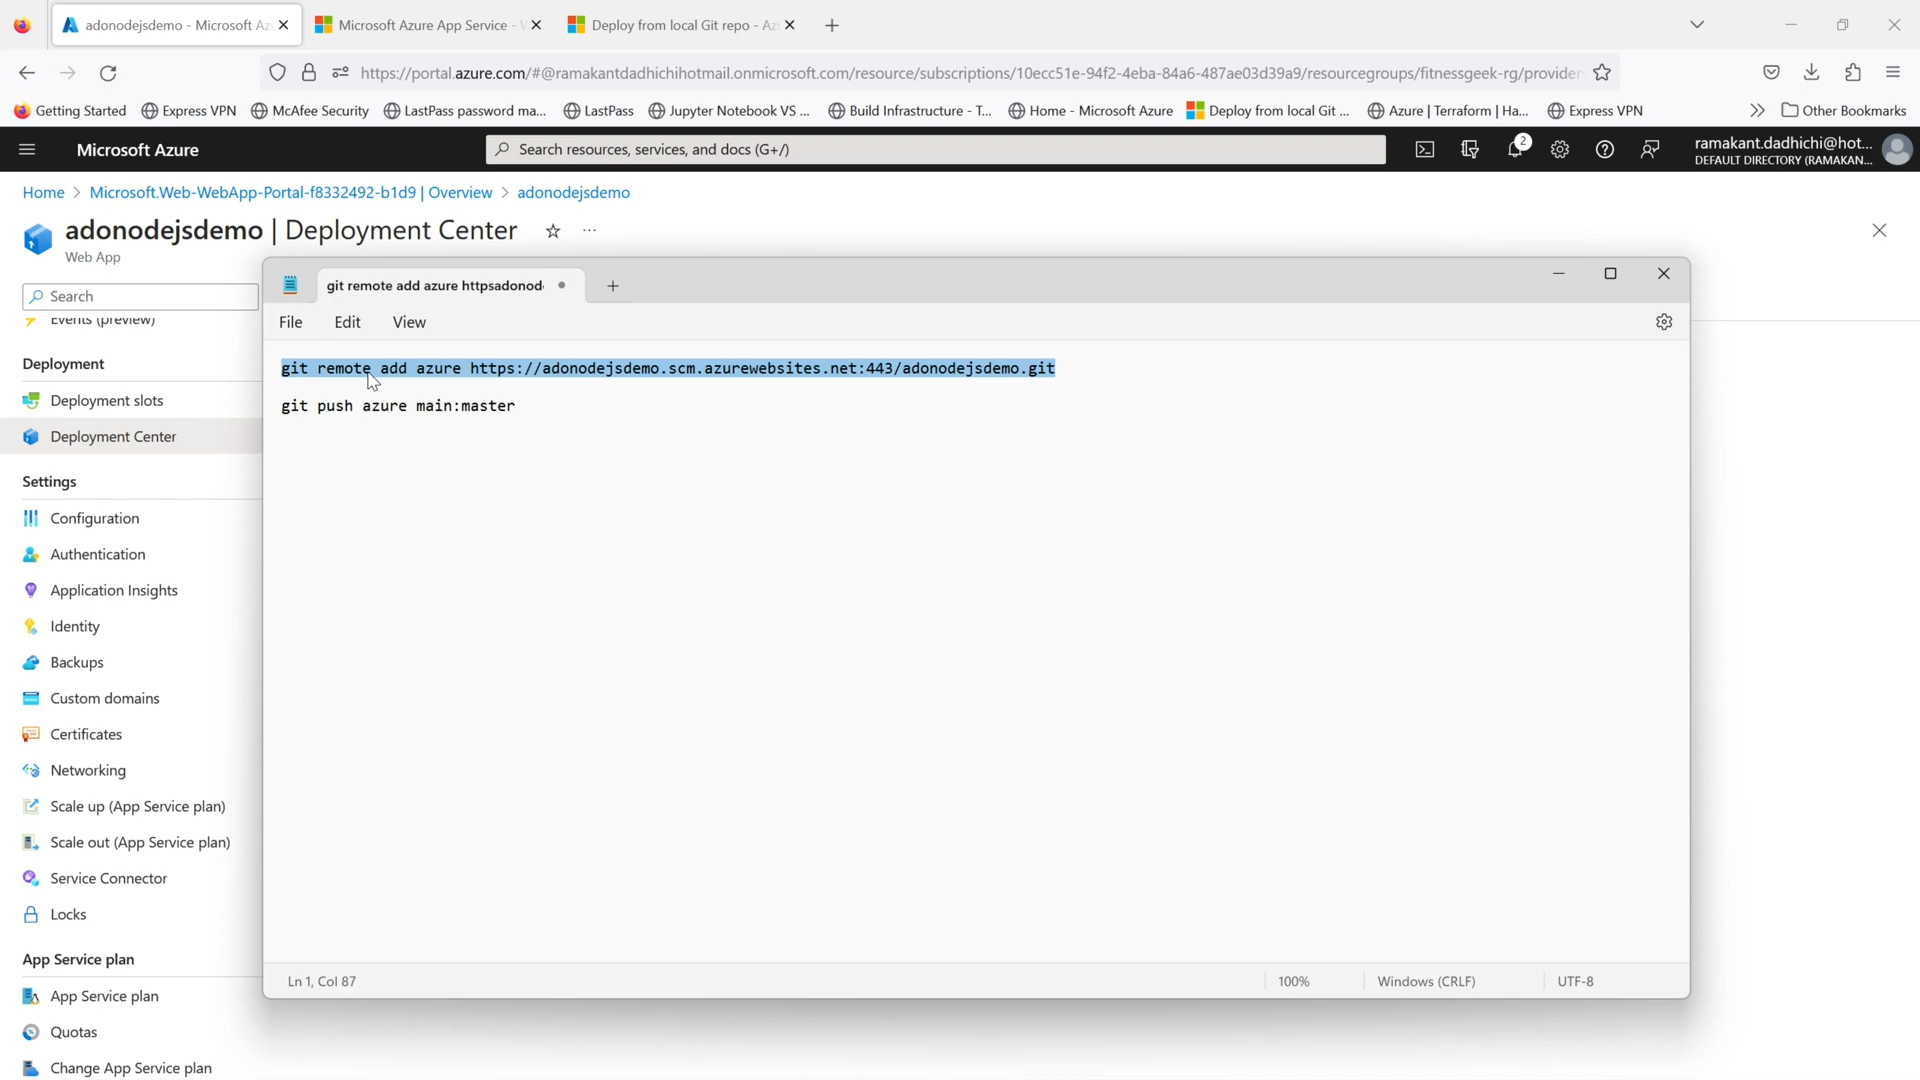 adonodejsdemo - Microsoft Az
Microsoft Azure App Service -
Deploy from local Git repo - Az
https://portal.azure.com/#@ramakantdadhichihotmail.onmicrosoft.com/resource/subscriptions/10ecc51e-94f2-4eba-84a6-487ae03d39a9/resourcegroups/fitnessgeek-rg/provider
Getting Started
Express VPN
McAfee Security
LastPass password ma...
LastPass
Jupyter Notebook VS ...
Build Infrastructure - T...
Home - Microsoft Azure
Deploy from local Git ...
Azure | Terraform | Ha...
Express VPN
Other Bookmarks
Microsoft Azure
Search resources, services, and docs (G+/)
2
ramakant.dadhichi@hot...
DEFAULT DIRECTORY (RAMAKAN...
Home > Microsoft.Web-WebApp-Portal-f8332492-b1d9 | Overview > adonodejsdemo
adonodejsdemo | Deployment Center
Web App
Search
Events (preview)
Deployment
Deployment slots
Deployment Center
Settings
Configuration
Authentication
Application Insights
Identity
Backups
Custom domains
Certificates
Networking
Scale up (App Service plan)
Scale out (App Service plan)
Service Connector
Locks
App Service plan
App Service plan
Quotas
Change App Service plan
git remote add azure httpsadonod
File
Edit
View
git remote add azure https://adonodejsdemo.scm.azurewebsites.net:443/adonodejsdemo.git
git push azure main:master
Ln 1, Col 87
100%
Windows (CRLF)
UTF-8